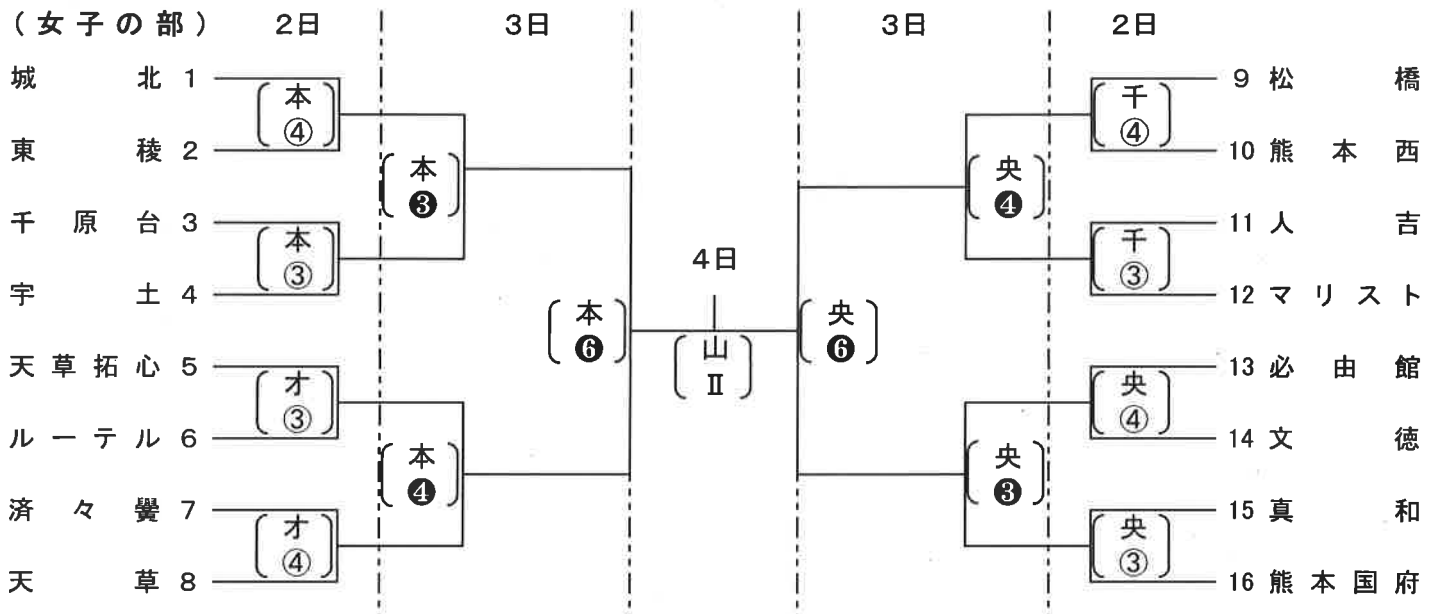 (女子の部) 2日 3日 3日 2日
城北 1 9 松橋
本④ 千④
東稜 2 10 熊本西
本❸ 央❹
千原台 3 11 人吉
本③ 千③
宇土 4 12 マリスト
4日
本❻ 山Ⅱ 央❻
天草拓心 5 13 必由館
才③ 央④
ルーテル 6 14 文徳
本❹ 央❸
済々黌 7 15 真和
才④ 央③
天草 8 16 熊本国府